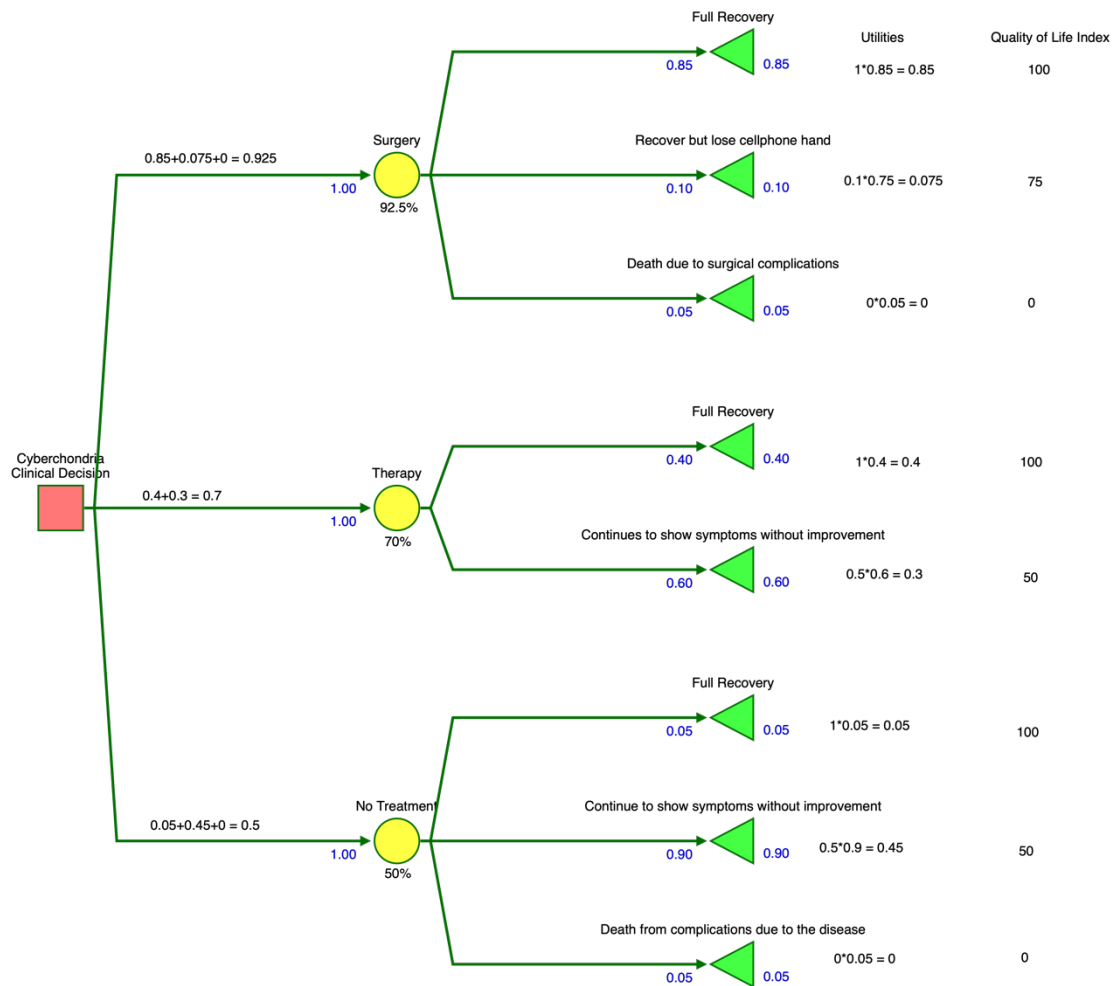 Full Recovery
Utilities
Quality of Life Index
0.85
0.85
1*0.85 = 0.85
100
Surgery
Recover but lose cellphone hand
0.85+0.075+0 = 0.925
1.00
92.5%
0.10
0.10
0.1*0.75 = 0.075
75
Death due to surgical complications
0.05
0.05
0*0.05 = 0
0
Full Recovery
0.40
0.40
1*0.4 = 0.4
100
Cyberchondria
Clinical Decision
Therapy
0.4+0.3 = 0.7
1.00
70%
Continues to show symptoms without improvement
0.60
0.60
0.5*0.6 = 0.3
50
Full Recovery
0.05
0.05
1*0.05 = 0.05
100
No Treatment
Continue to show symptoms without improvement
0.05+0.45+0 = 0.5
1.00
50%
0.90
0.90
0.5*0.9 = 0.45
50
Death from complications due to the disease
0.05
0.05
0*0.05 = 0
0